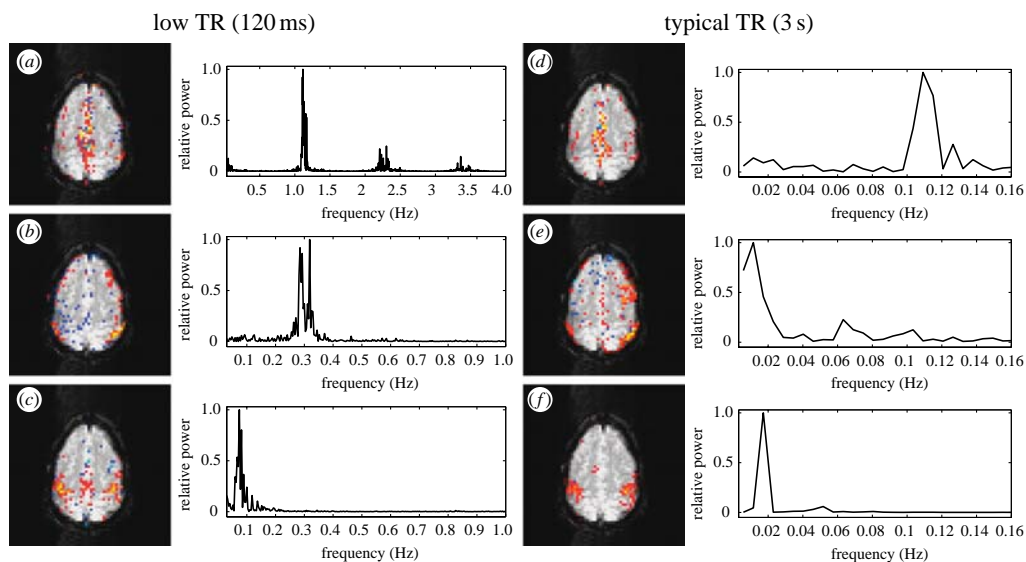 low TR (120 ms)
typical TR (3 s)
(a)
relative power
1.0
0.5
0
0.5 1.0 1.5 2.0 2.5 3.0 3.5 4.0
frequency (Hz)
(b)
relative power
1.0
0.5
0
0.1 0.2 0.3 0.4 0.5 0.6 0.7 0.8 0.9 1.0
frequency (Hz)
(c)
relative power
1.0
0.5
0
0.1 0.2 0.3 0.4 0.5 0.6 0.7 0.8 0.9 1.0
frequency (Hz)
(d)
relative power
1.0
0.5
0
0.02 0.04 0.06 0.08 0.1 0.12 0.14 0.16
frequency (Hz)
(e)
relative power
1.0
0.5
0
0.02 0.04 0.06 0.08 0.1 0.12 0.14 0.16
frequency (Hz)
(f)
relative power
1.0
0.5
0
0.02 0.04 0.06 0.08 0.1 0.12 0.14 0.16
frequency (Hz)